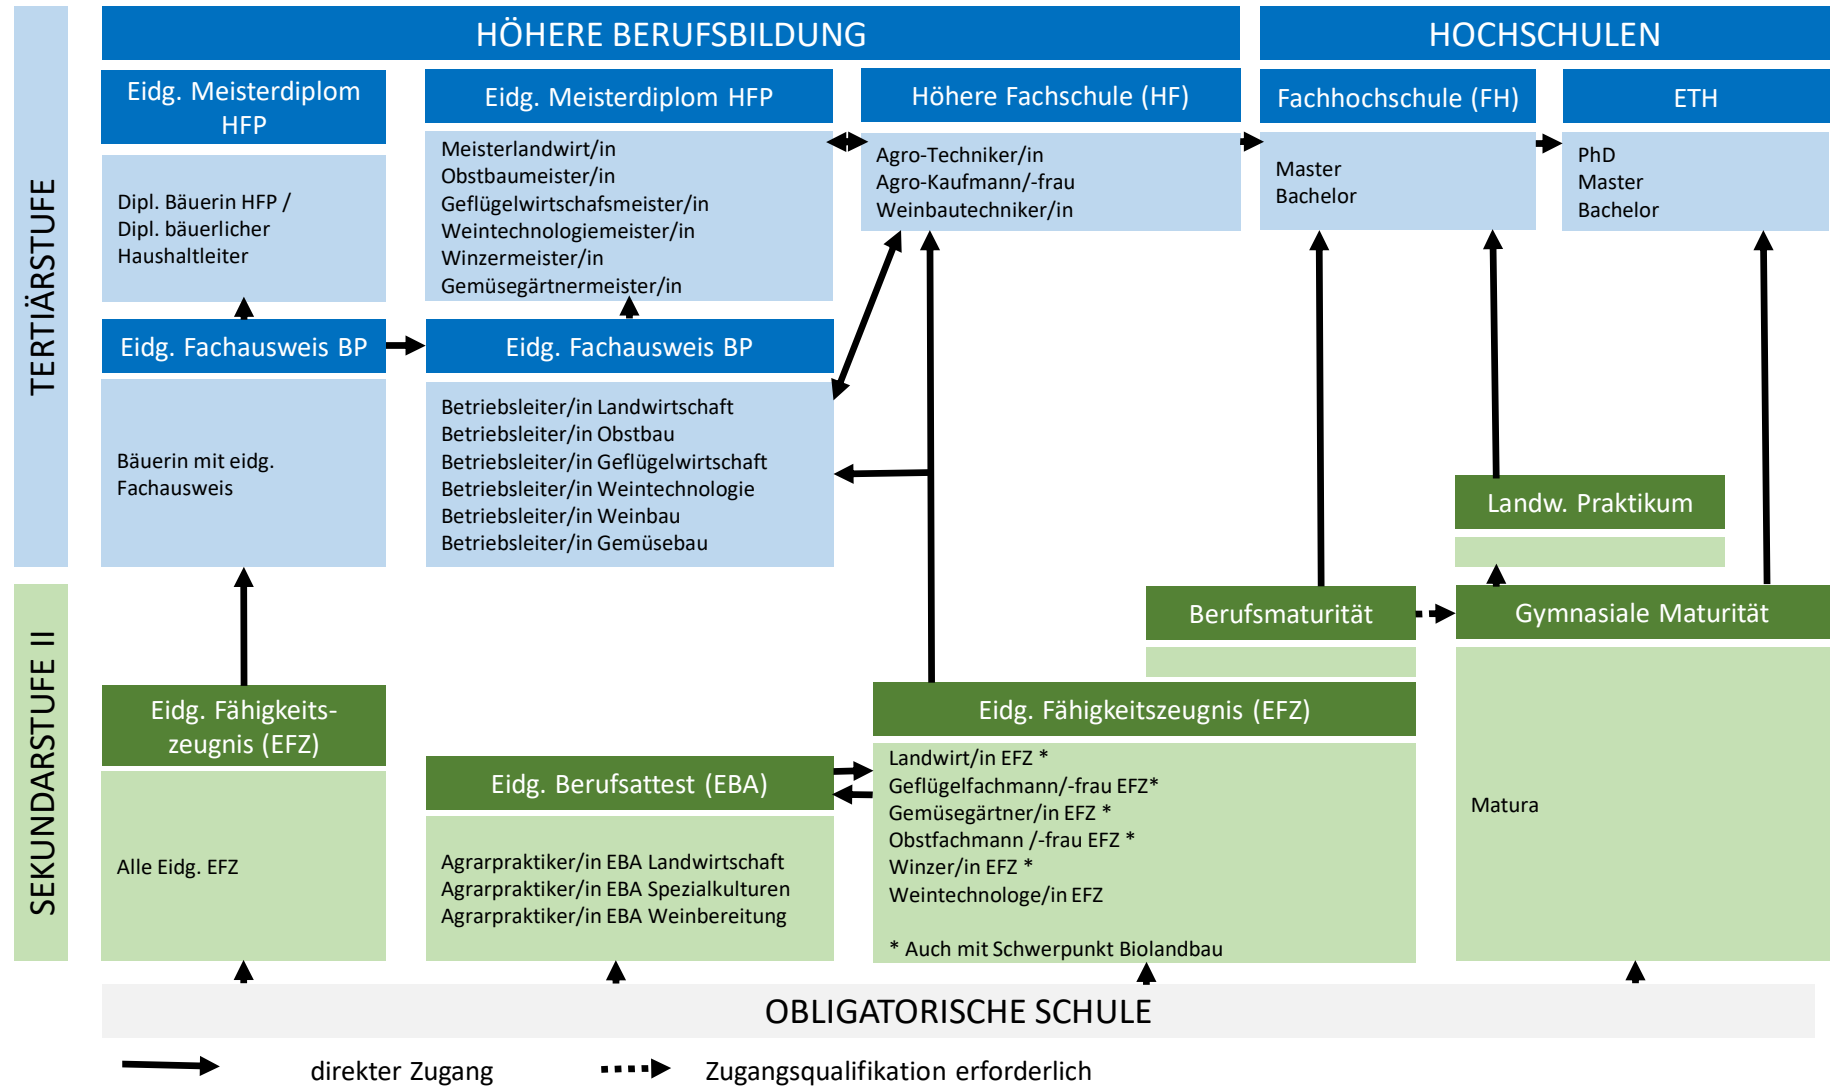 HÖHERE BERUFSBILDUNG
HOCHSCHULEN
TERTIÄRSTUFE
Eidg. Meisterdiplom
HFP
Dipl. Bäuerin HFP /
Dipl. bäuerlicher
Haushaltleiter
Eidg. Meisterdiplom HFP
Meisterlandwirt/in
Obstbaumeister/in
Geflügelwirtschafsmeister/in
Weintechnologiemeister/in
Winzermeister/in
Gemüsegärtnermeister/in
Höhere Fachschule (HF)
Agro-Techniker/in
Agro-Kaufmann/-frau
Weinbautechniker/in
Fachhochschule (FH)
Master
Bachelor
ETH
PhD
Master
Bachelor
Eidg. Fachausweis BP
Bäuerin mit eidg.
Fachausweis
Eidg. Fachausweis BP
Betriebsleiter/in Landwirtschaft
Betriebsleiter/in Obstbau
Betriebsleiter/in Geflügelwirtschaft
Betriebsleiter/in Weintechnologie
Betriebsleiter/in Weinbau
Betriebsleiter/in Gemüsebau
Landw. Praktikum
SEKUNDARSTUFE II
Berufsmaturität
Gymnasiale Maturität
Matura
Eidg. Fähigkeits-
zeugnis (EFZ)
Alle Eidg. EFZ
Eidg. Berufsattest (EBA)
Agrarpraktiker/in EBA Landwirtschaft
Agrarpraktiker/in EBA Spezialkulturen
Agrarpraktiker/in EBA Weinbereitung
Eidg. Fähigkeitszeugnis (EFZ)
Landwirt/in EFZ *
Geflügelfachmann/-frau EFZ*
Gemüsegärtner/in EFZ *
Obstfachmann /-frau EFZ *
Winzer/in EFZ *
Weintechnologe/in EFZ
* Auch mit Schwerpunkt Biolandbau
OBLIGATORISCHE SCHULE
direkter Zugang
Zugangsqualifikation erforderlich